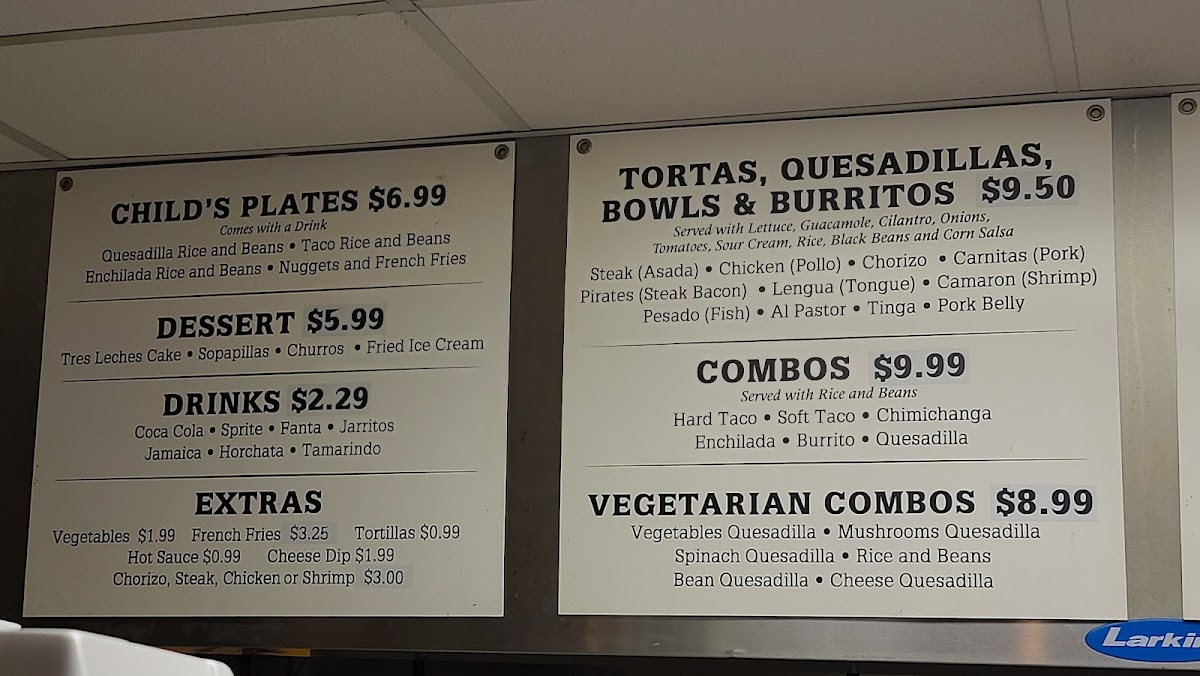 CHILD'S PLATES $6.99
Comes with a Drink
Quesadilla Rice and Beans • Taco Rice and Beans
Enchilada Rice and Beans • Nuggets and French Fries
DESSERT $5.99
Tres Leches Cake • Sopapillas • Churros • Fried Ice Cream
DRINKS $2.29
Coca Cola • Sprite • Fanta • Jarritos
Jamaica • Horchata • Tamarindo
EXTRAS
Vegetables $1.99 French Fries $3.25 Tortillas $0.99
Hot Sauce $0.99 Cheese Dip $1.99
Chorizo, Steak, Chicken or Shrimp $3.00
TORTAS, QUESADILLAS,
BOWLS & BURRITOS $9.50
Served with Lettuce, Guacamole, Cilantro, Onions,
Tomatoes, Sour Cream, Rice, Black Beans and Corn Salsa
Steak (Asada) • Chicken (Pollo) • Chorizo • Carnitas (Pork)
Pirates (Steak Bacon) • Lengua (Tongue) • Camaron (Shrimp)
Pesado (Fish) • Al Pastor • Tinga • Pork Belly
COMBOS $9.99
Served with Rice and Beans
Hard Taco • Soft Taco • Chimichanga
Enchilada • Burrito • Quesadilla
VEGETARIAN COMBOS $8.99
Vegetables Quesadilla • Mushrooms Quesadilla
Spinach Quesadilla • Rice and Beans
Bean Quesadilla • Cheese Quesadilla